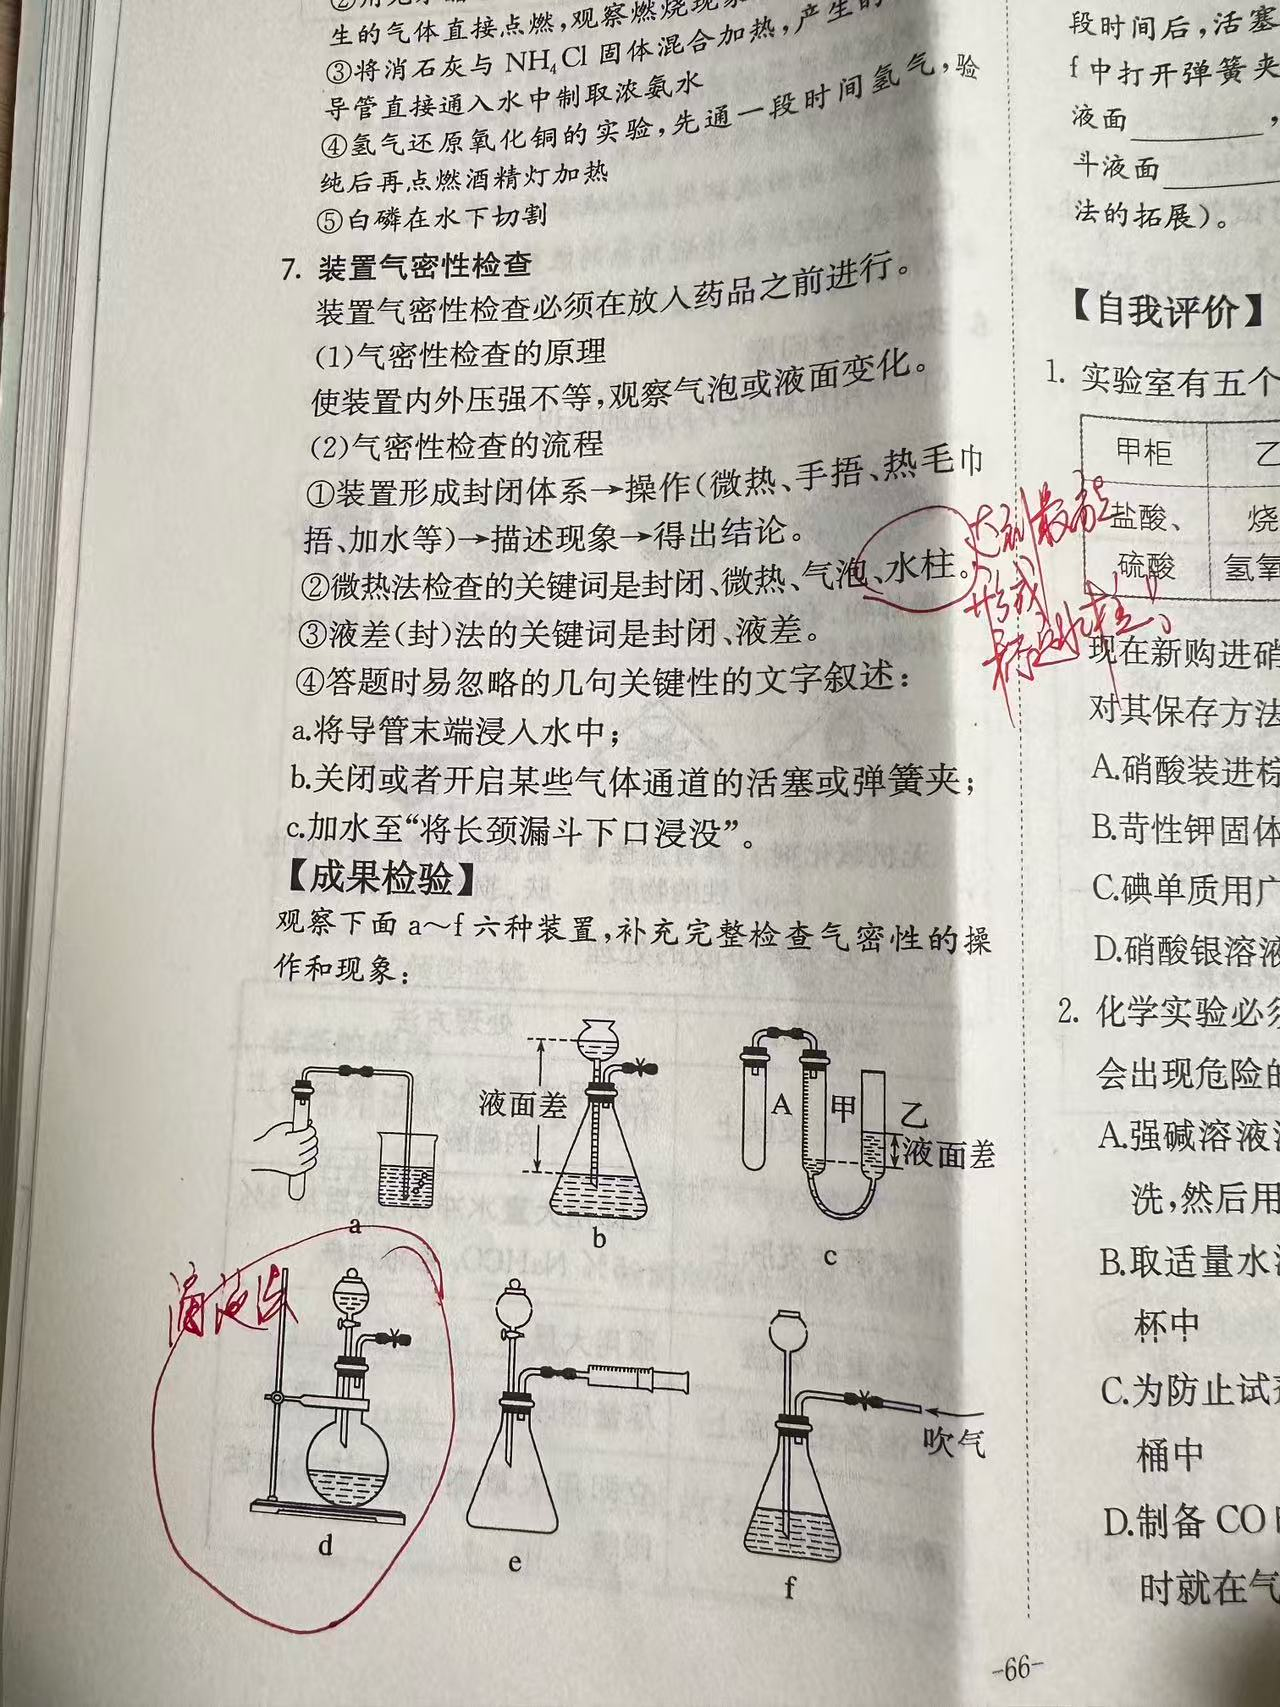 生的气体直接点燃,观察燃烧现
③将消石灰与 NH₄Cl 固体混合加热,产生的
导管直接通入水中制取浓氨水
④氢气还原氧化铜的实验,先通一段时间氢气,验
纯后再点燃酒精灯加热
⑤白磷在水下切割
7. 装置气密性检查
装置气密性检查必须在放入药品之前进行。
(1)气密性检查的原理
使装置内外压强不等,观察气泡或液面变化。
(2)气密性检查的流程
①装置形成封闭体系→操作(微热、手捂、热毛巾
捂、加水等)→描述现象→得出结论。
②微热法检查的关键词是封闭、微热、气泡、水柱。
③液差(封)法的关键词是封闭、液差。
④答题时易忽略的几句关键性的文字叙述:
a.将导管末端浸入水中;
b.关闭或者开启某些气体通道的活塞或弹簧夹;
c.加水至“将长颈漏斗下口浸没”。
【成果检验】
观察下面 a～f 六种装置,补充完整检查气密性的操
作和现象:
液面差
A 甲 乙
液面差
a
b
c
滴液法
吹气
d
e
f
形成
段时间后,活塞
f 中打开弹簧夹
液面______,
斗液面______
法的拓展)。
【自我评价】
1. 实验室有五个
甲柜 乙
盐酸、 烧
硫酸 氢氧
现在新购进硝
对其保存方法
A.硝酸装进棕
B.苛性钾固体
C.碘单质用广
D.硝酸银溶液
2. 化学实验必须
会出现危险的
A.强碱溶液
洗,然后用
B.取适量水
杯中
C.为防止试剂
桶中
D.制备 CO
时就在气
-66-